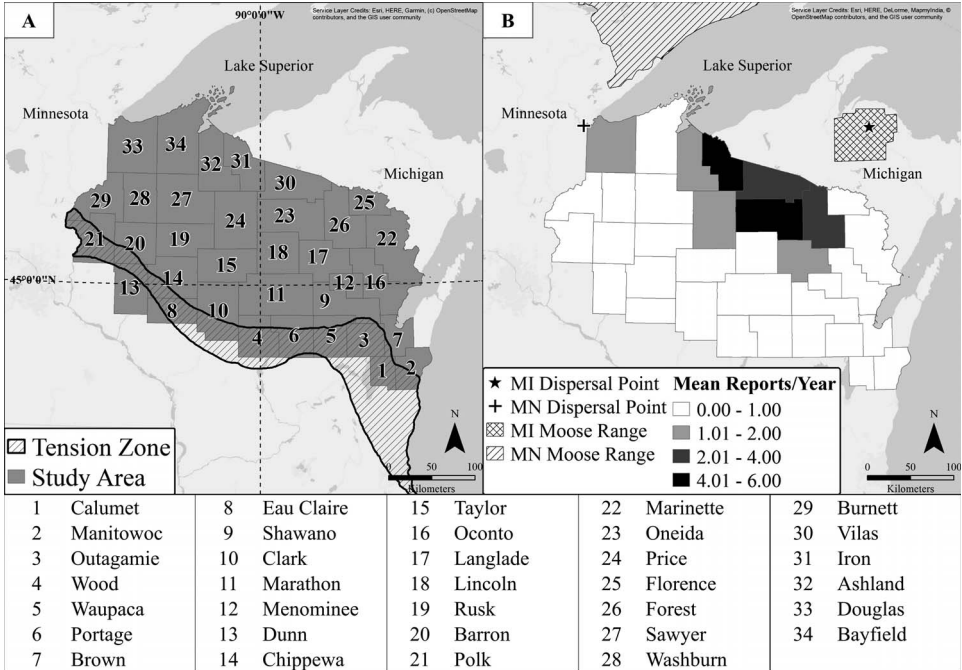 A
90°0'0"W
Service Layer Credits: Esri, HERE, Garmin, (c) OpenStreetMap
contributors, and the GIS user community
Lake Superior
Minnesota
Michigan
33
34
32
31
30
29
28
27
24
23
26
25
22
21
20
19
18
17
15
14
12
16
45°0'0"N
13
11
9
10
8
4
6
5
3
7
1
2
N
Tension Zone
Study Area
0 50 100
Kilometers
B
Service Layer Credits: Esri, HERE, DeLorme, MapmyIndia, ©
OpenStreetMap contributors, and the GIS user community
Lake Superior
Minnesota
Michigan
MI Dispersal Point
MN Dispersal Point
MI Moose Range
MN Moose Range
Mean Reports/Year
0.00 - 1.00
1.01 - 2.00
2.01 - 4.00
4.01 - 6.00
N
0 50 100
Kilometers
1 Calumet
2 Manitowoc
3 Outagamie
4 Wood
5 Waupaca
6 Portage
7 Brown
8 Eau Claire
9 Shawano
10 Clark
11 Marathon
12 Menominee
13 Dunn
14 Chippewa
15 Taylor
16 Oconto
17 Langlade
18 Lincoln
19 Rusk
20 Barron
21 Polk
22 Marinette
23 Oneida
24 Price
25 Florence
26 Forest
27 Sawyer
28 Washburn
29 Burnett
30 Vilas
31 Iron
32 Ashland
33 Douglas
34 Bayfield